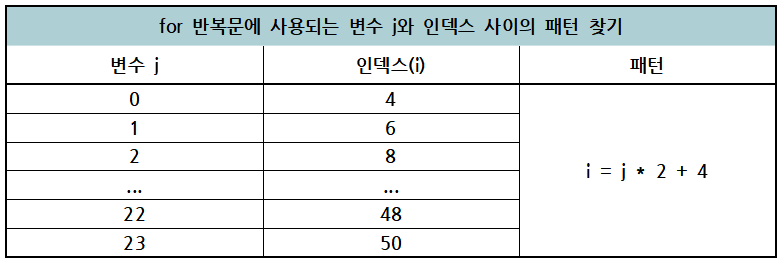 for 반복문에 사용되는 변수 j와 인덱스 사이의 패턴 찾기
변수 j 인덱스(i) 패턴
0 4
1 6
2 8
... ...
i = j * 2 + 4
22 48
23 50